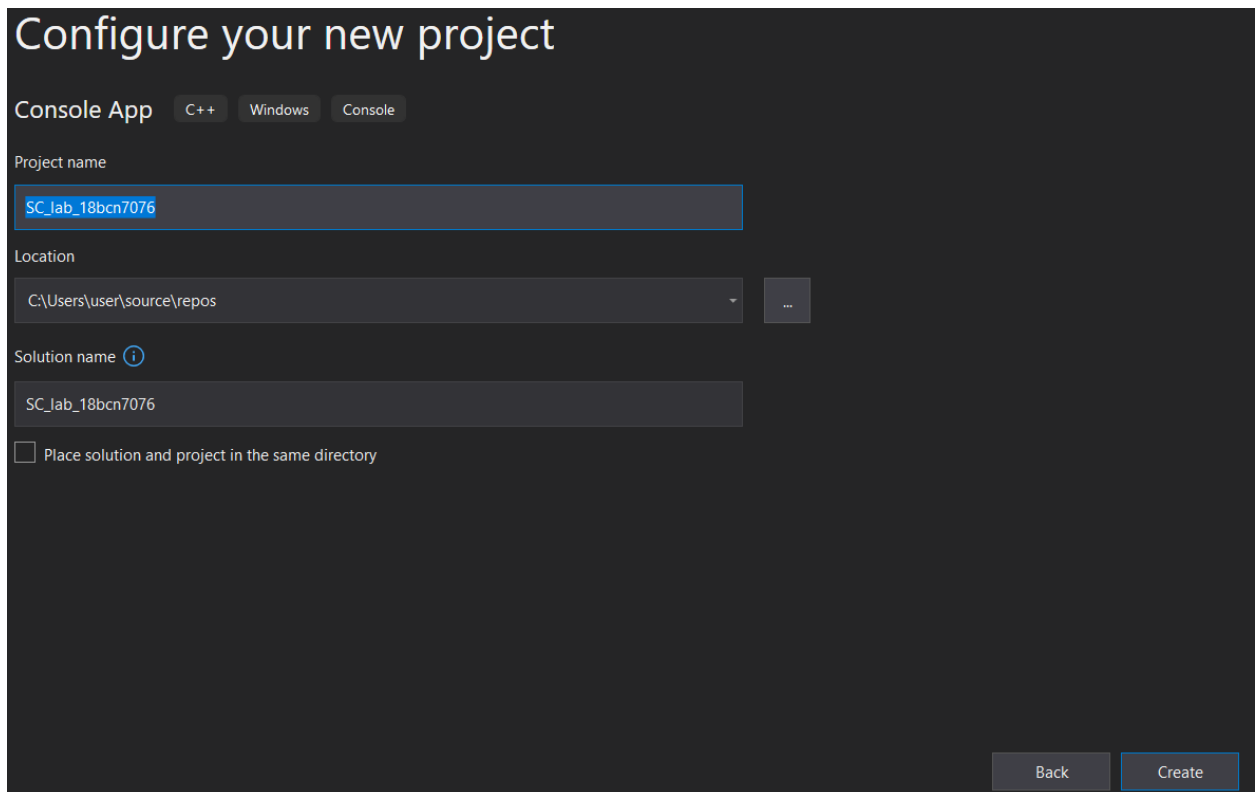 Configure your new project
Console App C++ Windows Console
Project name
SC_lab_18bcn7076
Location
C:\Users\user\source\repos
...
Solution name
SC_lab_18bcn7076
Place solution and project in the same directory
Back Create